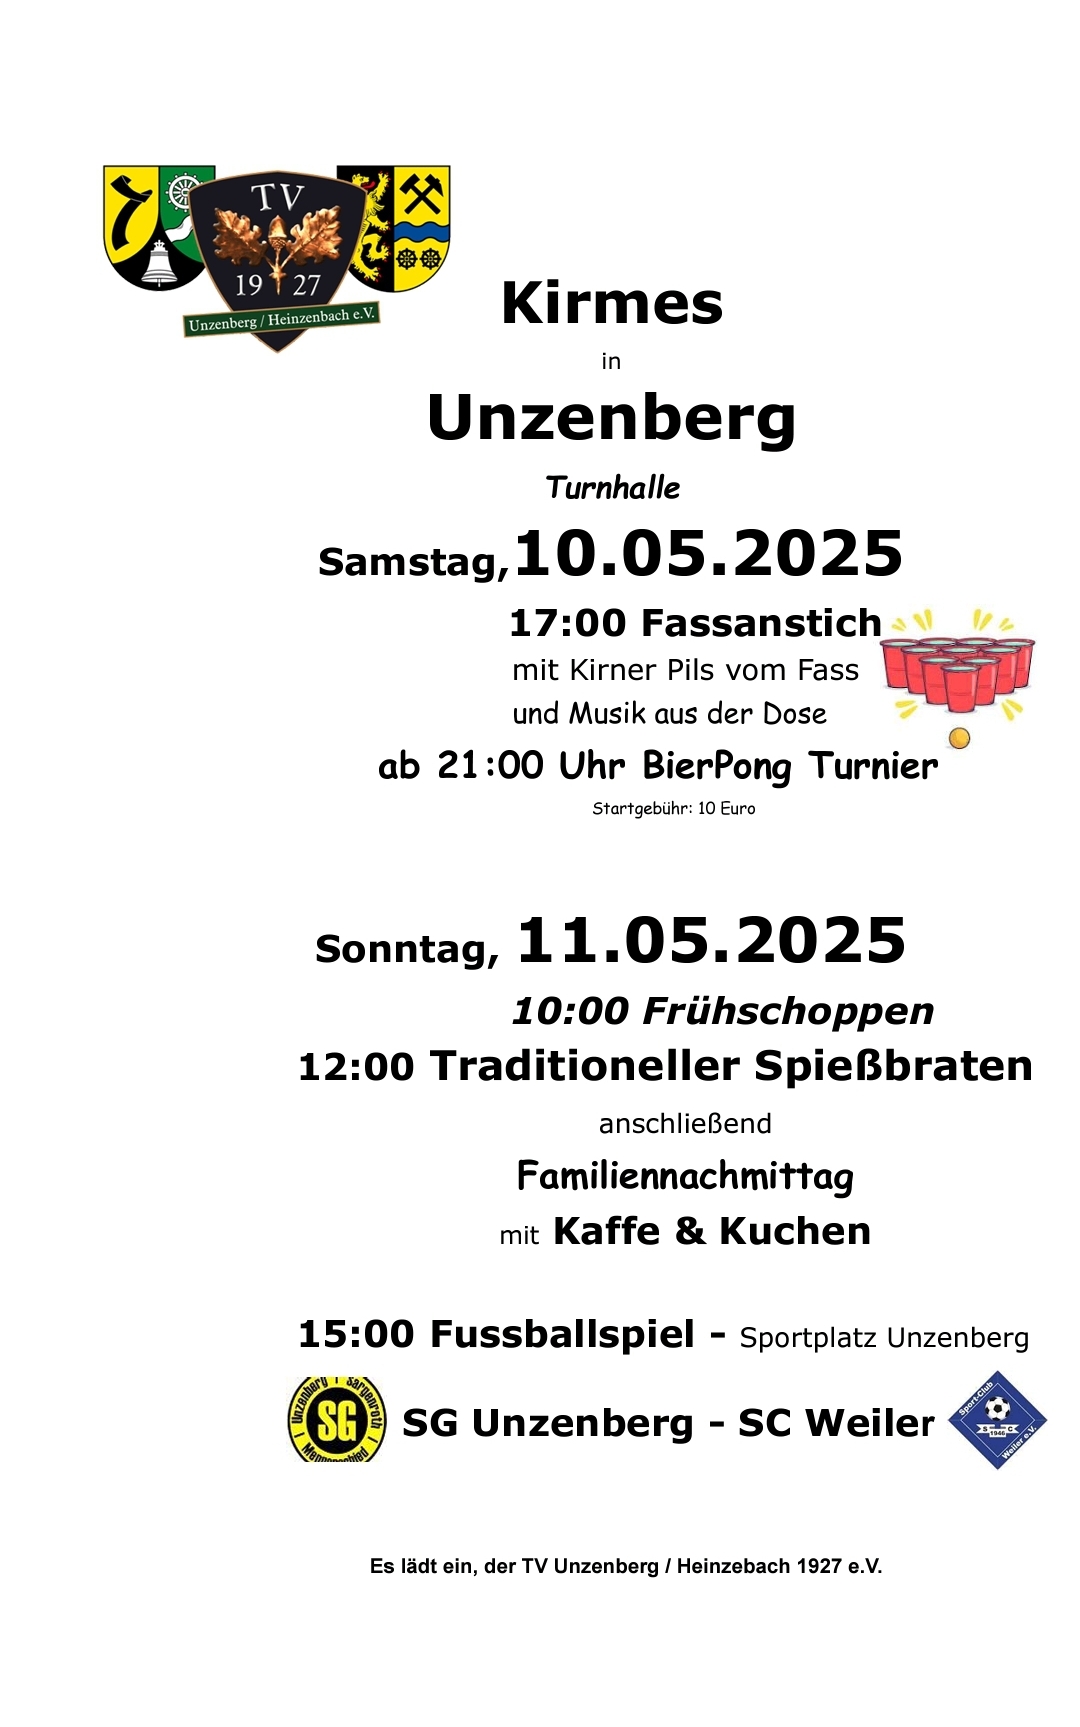 TV
19 27
Unzenberg / Heinzenbach e.V.
Kirmes
in
Unzenberg
Turnhalle
Samstag,10.05.2025
17:00 Fassanstich
mit Kirner Pils vom Fass
und Musik aus der Dose
ab 21:00 Uhr BierPong Turnier
Startgebühr: 10 Euro
Sonntag, 11.05.2025
10:00 Frühschoppen
12:00 Traditioneller Spießbraten
anschließend
Familiennachmittag
mit Kaffe & Kuchen
15:00 Fussballspiel - Sportplatz Unzenberg
Unzenberg / Sargenroth
SG
Mengerschied
SG Unzenberg - SC Weiler
Sport-Club
S C
1946
Weiler e.V.
Es lädt ein, der TV Unzenberg / Heinzebach 1927 e.V.